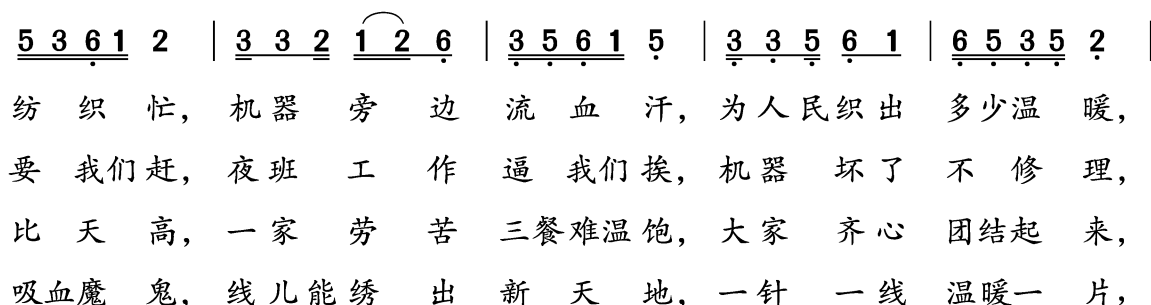 5 3 6 1 2 | 3 3 2 1 2 6 | 3 5 6 1 5 | 3 3 5 6 1 | 6 5 3 5 2 |
纺 织 忙，机器 旁 边 流 血 汗，为人民织出 多少温 暖，
要 我们赶，夜班 工 作 逼 我们挨，机器 坏了 不 修 理，
比 天 高，一家 劳 苦 三餐难温饱，大家 齐心 团结起 来，
吸血魔 鬼，线儿能绣 出 新 天 地，一针 一线 温暖一 片，